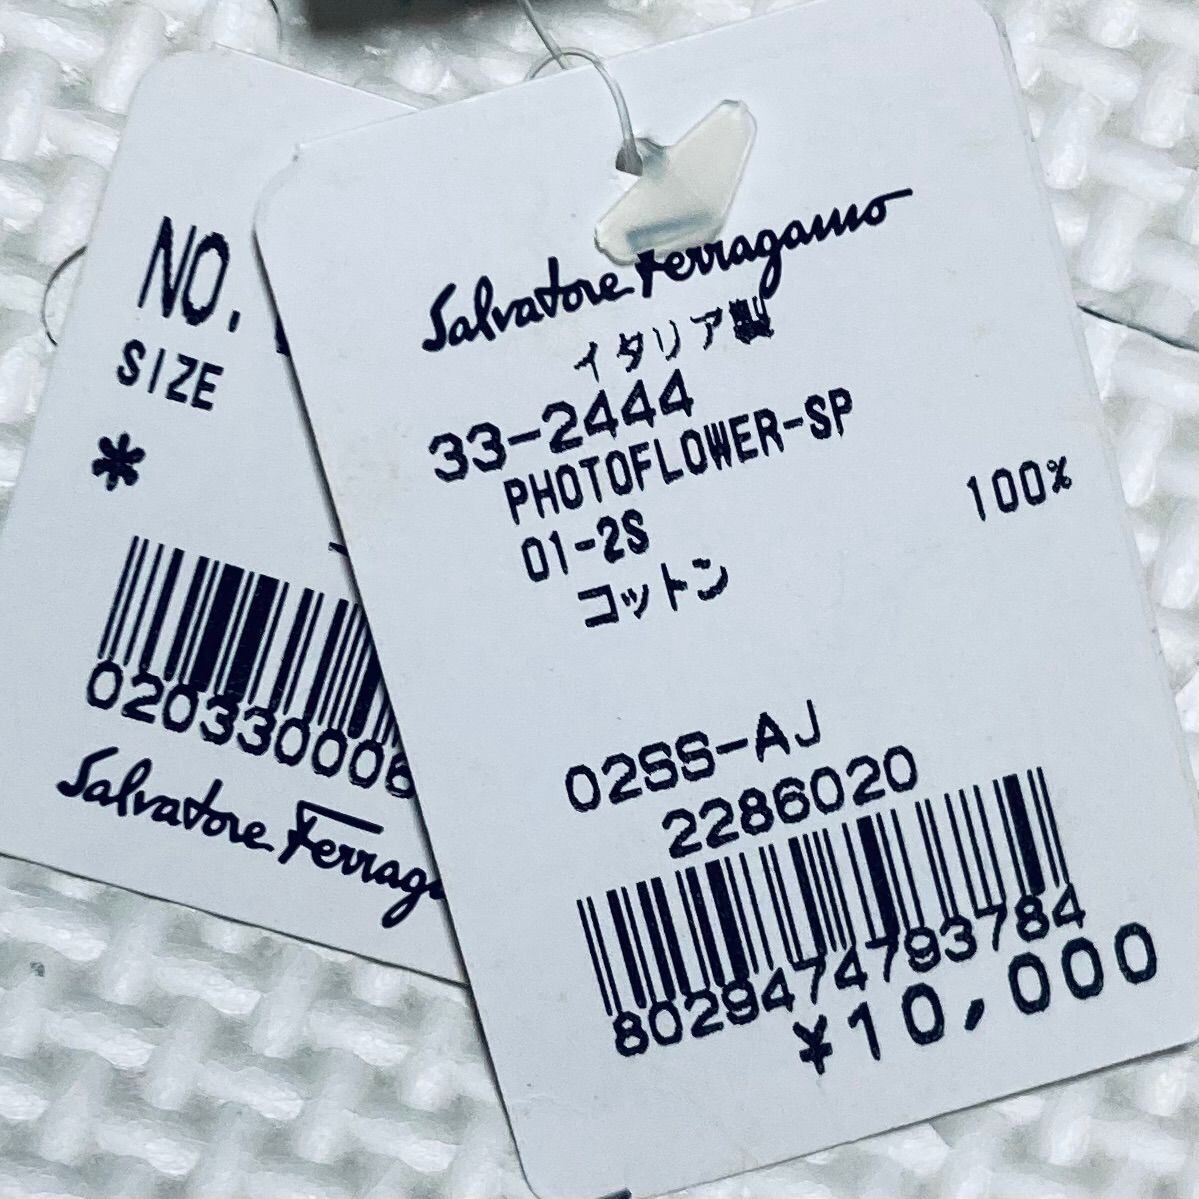 NO.
SIZE
*
020330006
Salvatore Ferrag
Salvatore Ferragamo
イタリア製
33-2444
PHOTOFLOWER-SP
01-2S
コットン 100%
02SS-AJ
2286020
8029474793784
¥10,000